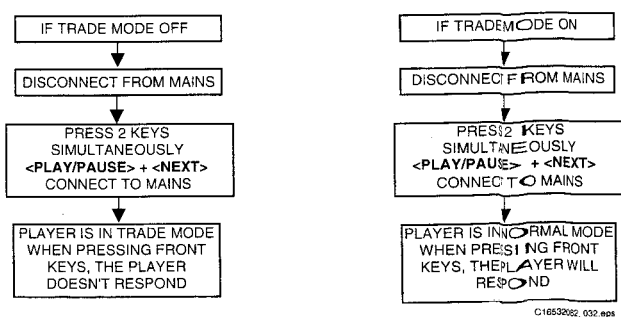 IF TRADE MODE OFF
DISCONNECT FROM MAINS
PRESS 2 KEYS
SIMULTANEOUSLY
<PLAY/PAUSE> + <NEXT>
CONNECT TO MAINS
PLAYER IS IN TRADE MODE
WHEN PRESSING FRONT
KEYS, THE PLAYER
DOESN'T RESPOND
IF TRADEMODE ON
DISCONNECT FROM MAINS
PRESS 2 KEYS
SIMULTANEOUSLY
<PLAY/PAUSE> + <NEXT>
CONNECT TO MAINS
PLAYER IS IN NORMAL MODE
WHEN PRESSING FRONT
KEYS, THE PLAYER WILL
RESPOND
C16532082_032.eps